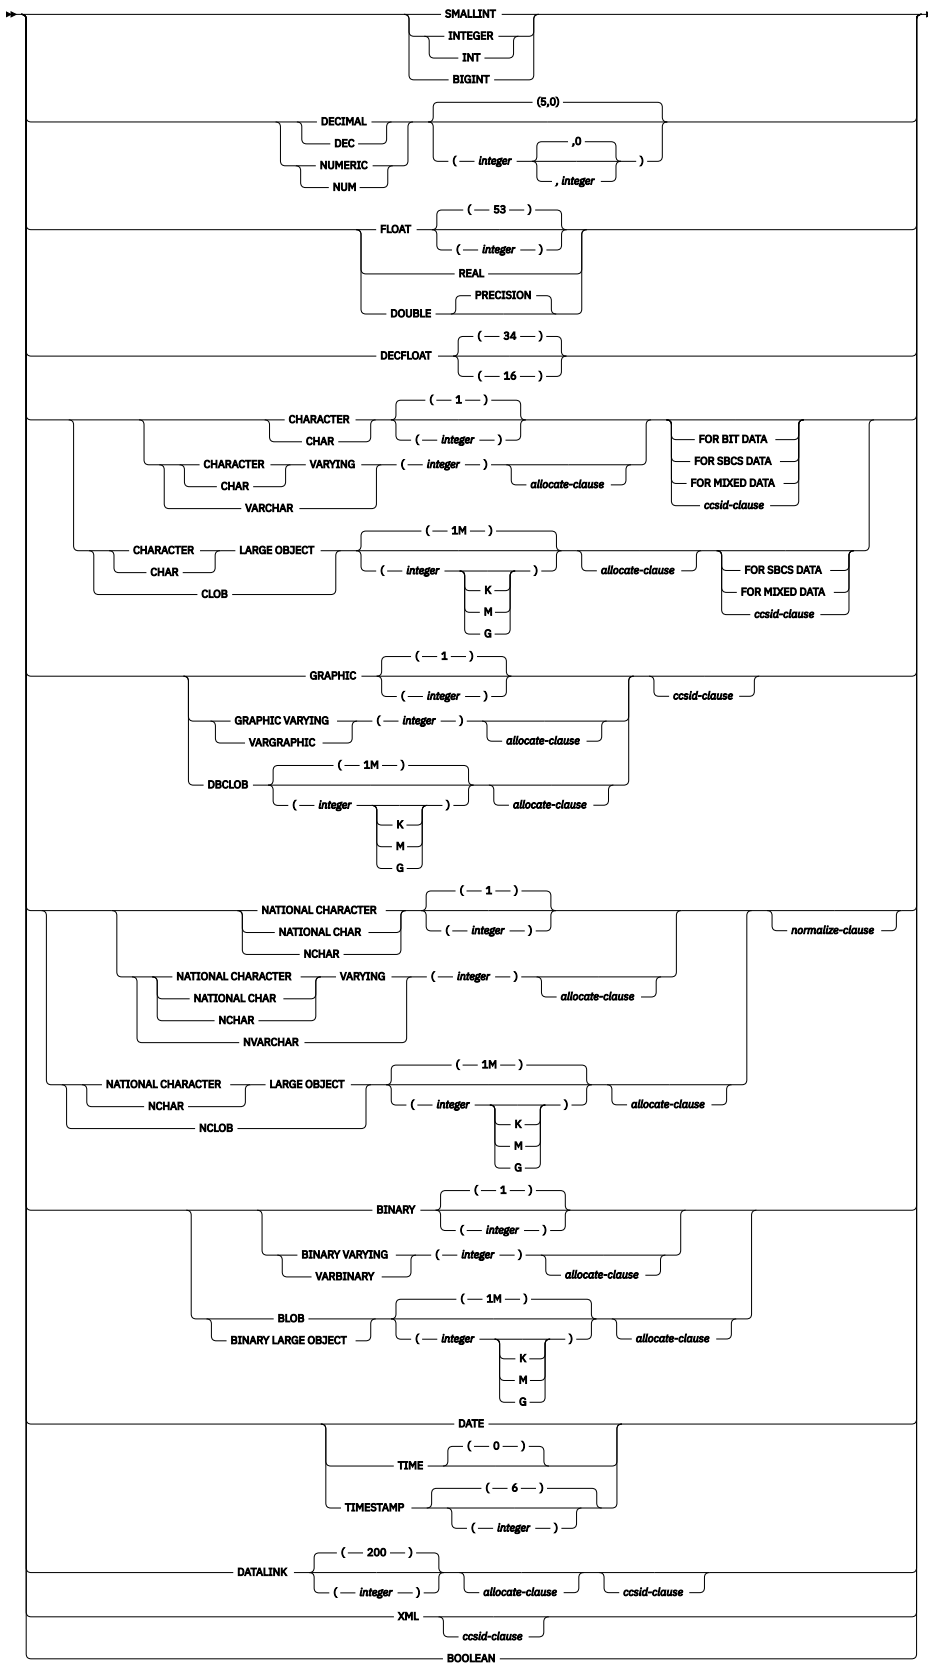 SMALLINT
INTEGER
INT
BIGINT
(5,0)
DECIMAL
DEC
,0
NUMERIC ( integer )
, integer
NUM
( 53 )
FLOAT
( integer )
REAL
PRECISION
DOUBLE
( 34 )
DECFLOAT
( 16 )
( 1 )
CHARACTER
CHAR ( integer ) FOR BIT DATA
CHARACTER VARYING ( integer ) FOR SBCS DATA
CHAR allocate-clause FOR MIXED DATA
VARCHAR ccsid-clause
( 1M )
CHARACTER LARGE OBJECT
CHAR ( integer ) allocate-clause FOR SBCS DATA
CLOB K FOR MIXED DATA
M ccsid-clause
G
( 1 )
GRAPHIC
( integer ) ccsid-clause
GRAPHIC VARYING ( integer )
VARGRAPHIC allocate-clause
( 1M )
DBCLOB
( integer ) allocate-clause
K
M
G
( 1 )
NATIONAL CHARACTER
NATIONAL CHAR ( integer ) normalize-clause
NCHAR
NATIONAL CHARACTER VARYING ( integer )
NATIONAL CHAR allocate-clause
NCHAR
NVARCHAR
( 1M )
NATIONAL CHARACTER LARGE OBJECT
NCHAR ( integer ) allocate-clause
NCLOB K
M
G
( 1 )
BINARY
( integer )
BINARY VARYING ( integer )
VARBINARY allocate-clause
( 1M )
BLOB
BINARY LARGE OBJECT ( integer ) allocate-clause
K
M
G
DATE
( 0 )
TIME
( 6 )
TIMESTAMP
( integer )
( 200 )
DATALINK
( integer ) allocate-clause ccsid-clause
XML
ccsid-clause
BOOLEAN